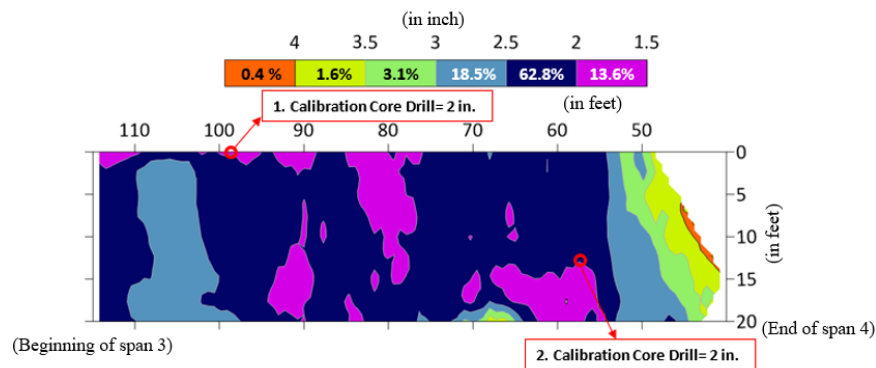 (in inch)
4 3.5 3 2.5 2 1.5
0.4 % 1.6% 3.1% 18.5% 62.8% 13.6%
1. Calibration Core Drill= 2 in.
(in feet)
110 100 90 80 70 60 50
0
5
10
15
20
(in feet)
(End of span 4)
(Beginning of span 3)
2. Calibration Core Drill= 2 in.